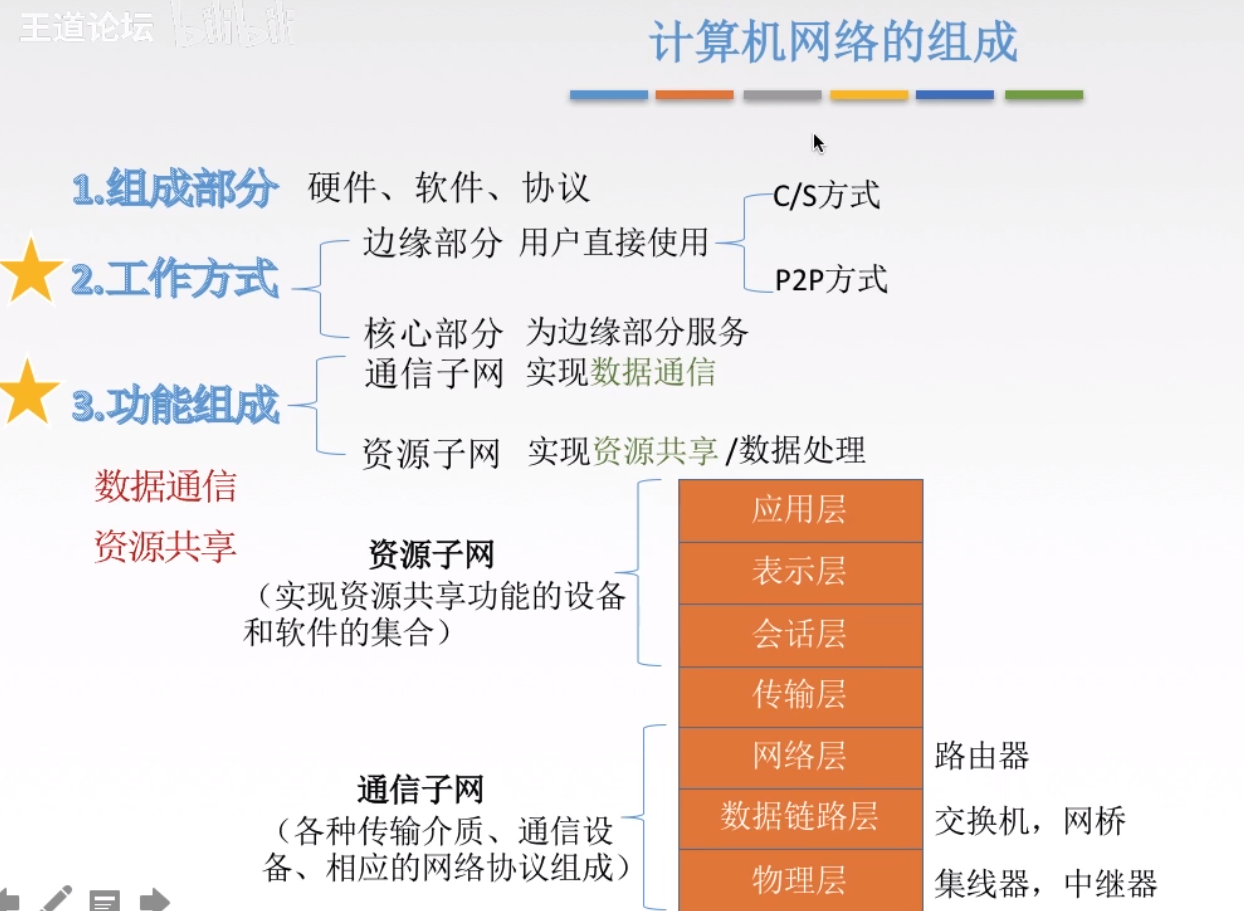 王道论坛 bilibili
计算机网络的组成
1.组成部分 硬件、软件、协议
C/S方式
边缘部分 用户直接使用
2.工作方式
P2P方式
核心部分 为边缘部分服务
通信子网 实现数据通信
3.功能组成
资源子网 实现资源共享/数据处理
数据通信
资源共享
资源子网
（实现资源共享功能的设备
和软件的集合）
应用层
表示层
会话层
传输层
网络层 路由器
数据链路层 交换机，网桥
物理层 集线器，中继器
通信子网
（各种传输介质、通信设
备、相应的网络协议组成）